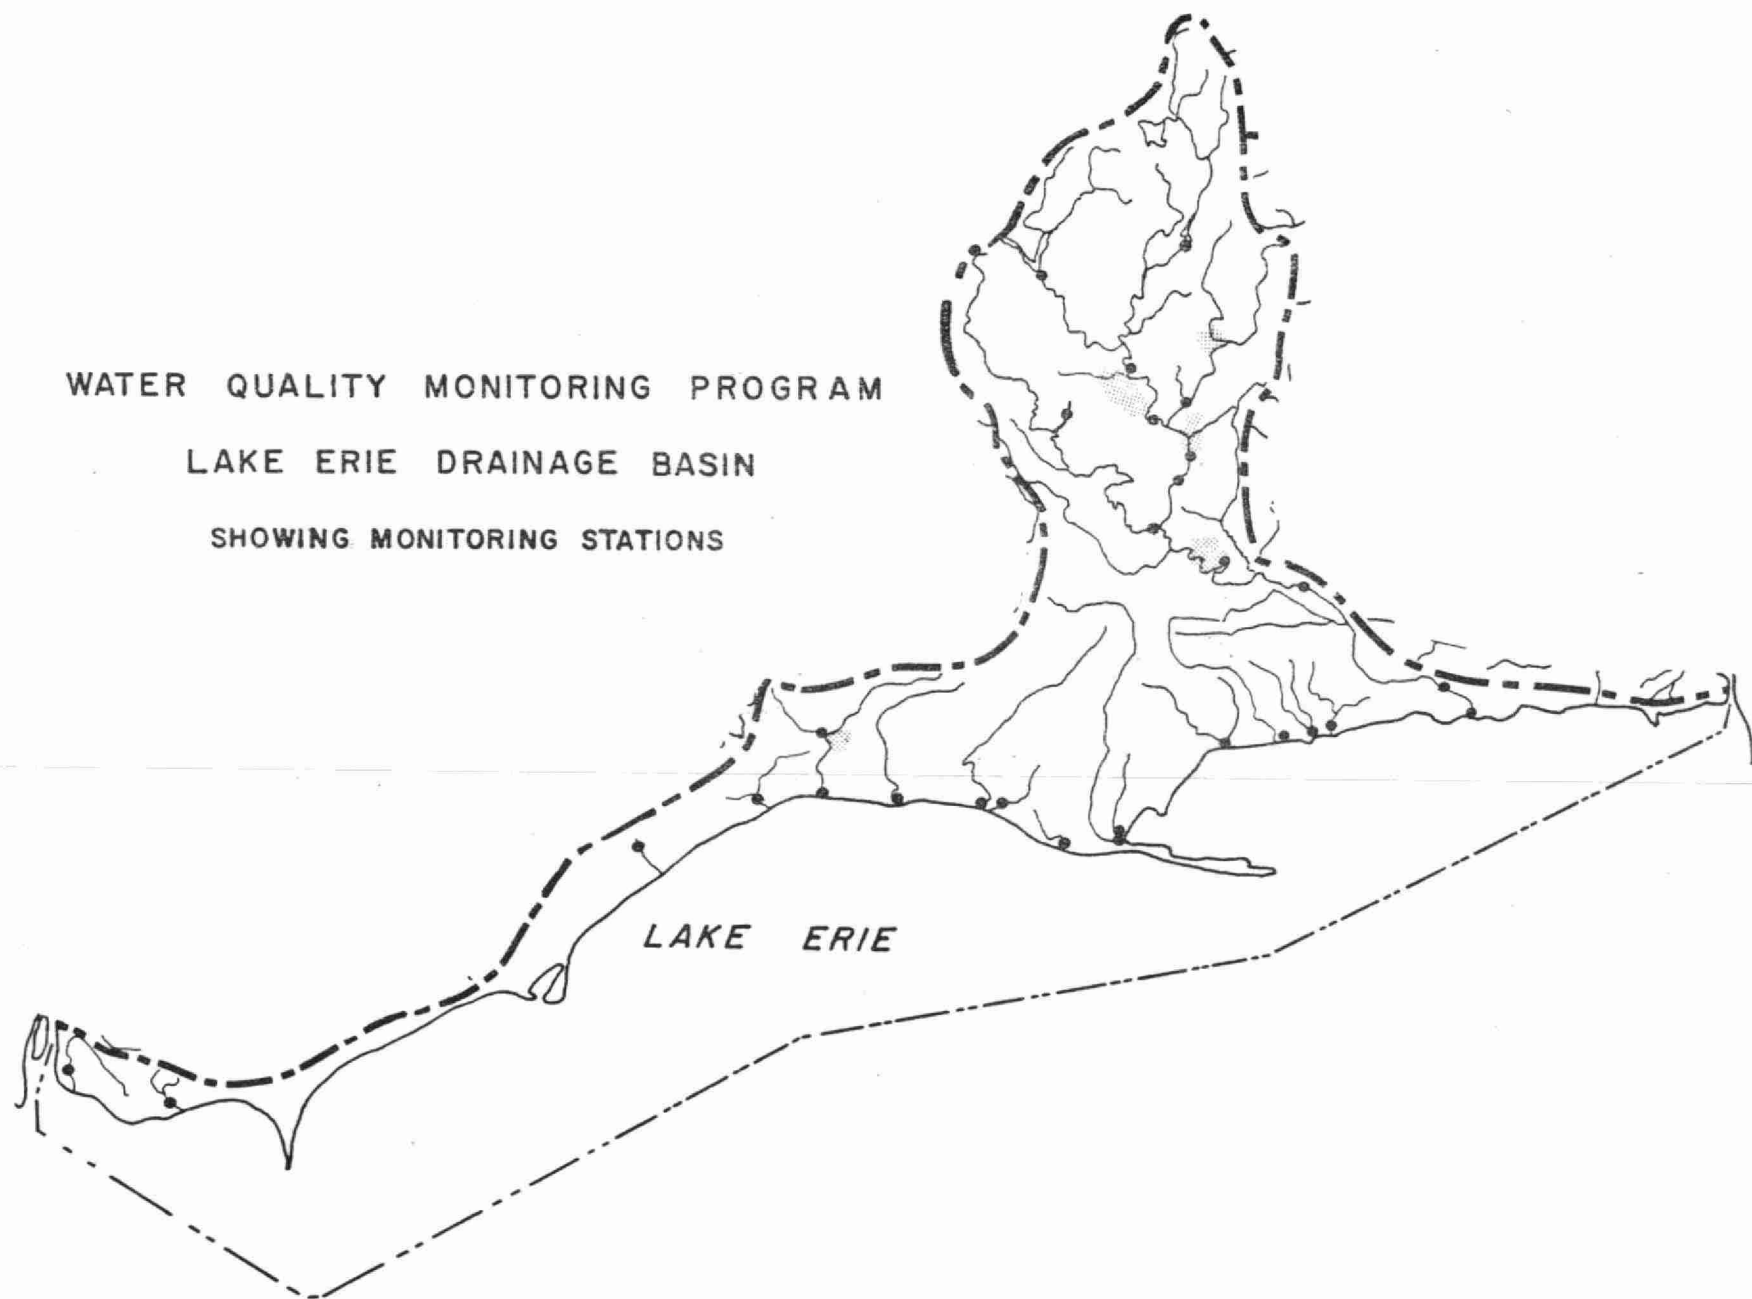 WATER QUALITY MONITORING PROGRAM
LAKE ERIE DRAINAGE BASIN
SHOWING MONITORING STATIONS
LAKE ERIE